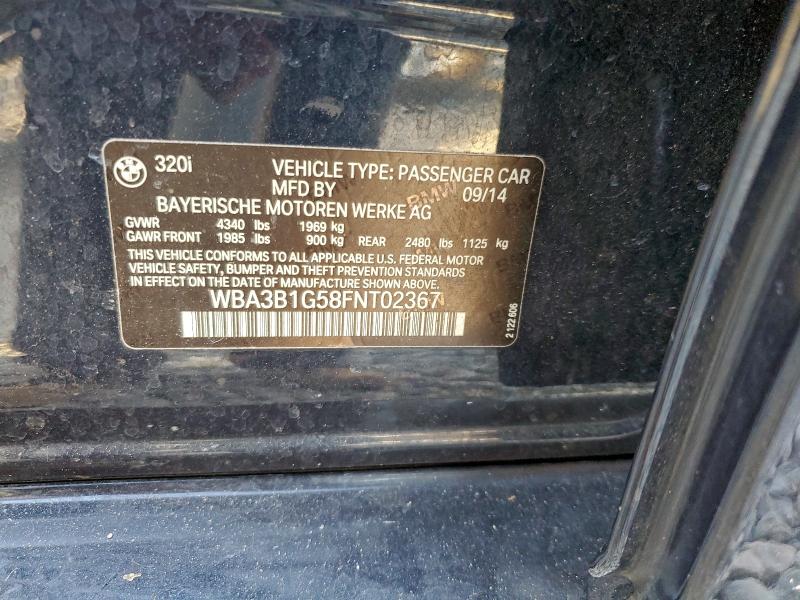 BMW 320i VEHICLE TYPE: PASSENGER CAR
MFD BY 09/14
BAYERISCHE MOTOREN WERKE AG
GVWR 4340 lbs 1969 kg
GAWR FRONT 1985 lbs 900 kg REAR 2480 lbs 1125 kg
THIS VEHICLE CONFORMS TO ALL APPLICABLE U.S. FEDERAL MOTOR
VEHICLE SAFETY, BUMPER AND THEFT PREVENTION STANDARDS
IN EFFECT ON THE DATE OF MANUFACTURE SHOWN ABOVE.
WBA3B1G58FNT02367
2 122.606
BMW